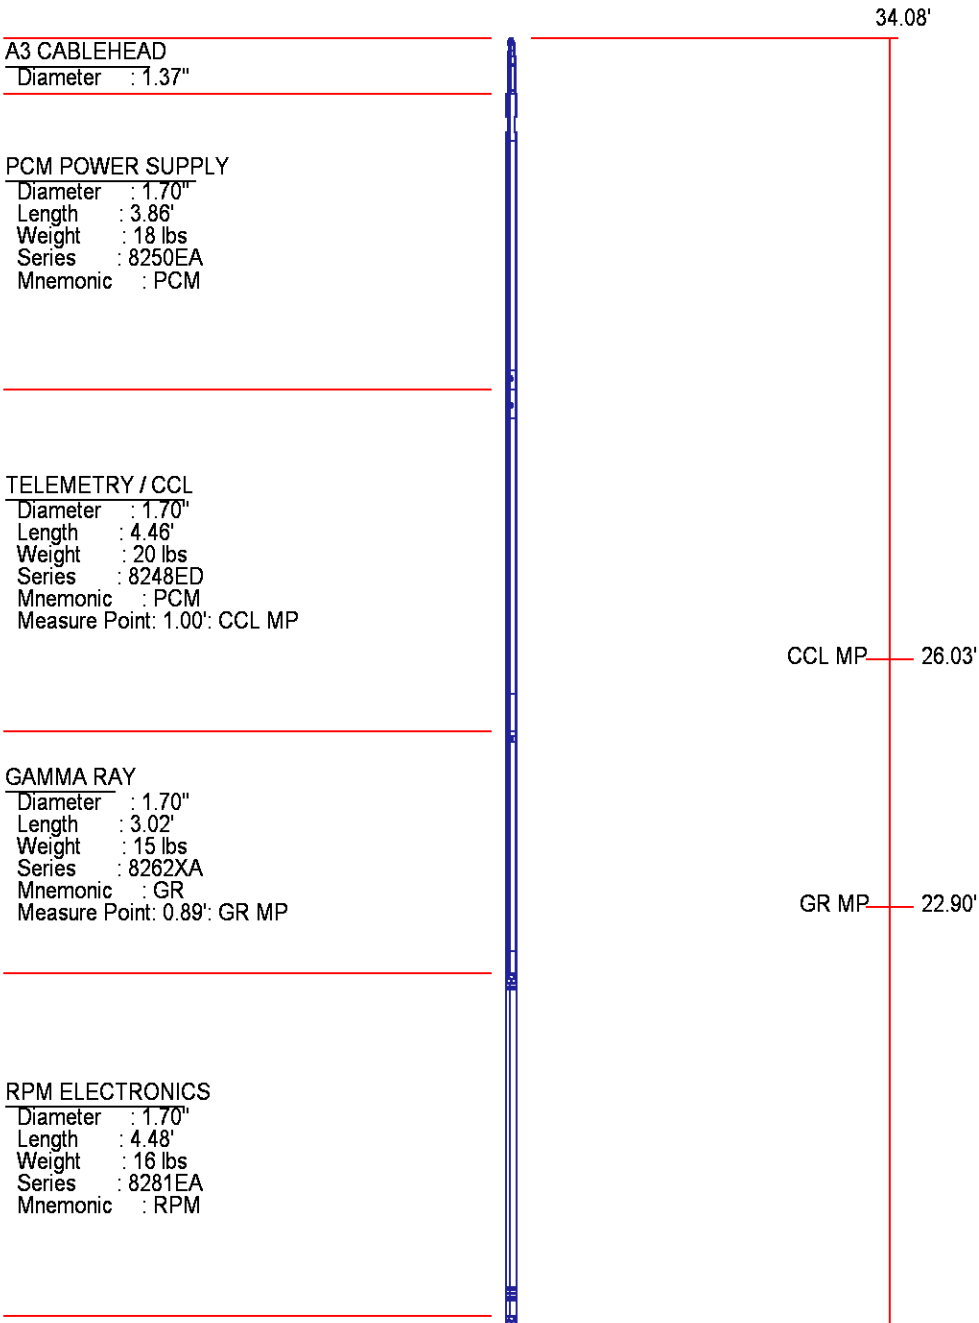 34.08'
A3 CABLEHEAD
Diameter : 1.37"
PCM POWER SUPPLY
Diameter : 1.70"
Length : 3.86'
Weight : 18 lbs
Series : 8250EA
Mnemonic : PCM
TELEMETRY / CCL
Diameter : 1.70"
Length : 4.46'
Weight : 20 lbs
Series : 8248ED
Mnemonic : PCM
Measure Point: 1.00': CCL MP
CCL MP 26.03'
GAMMA RAY
Diameter : 1.70"
Length : 3.02'
Weight : 15 lbs
Series : 8262XA
Mnemonic : GR
Measure Point: 0.89': GR MP
GR MP 22.90'
RPM ELECTRONICS
Diameter : 1.70"
Length : 4.48'
Weight : 16 lbs
Series : 8281EA
Mnemonic : RPM